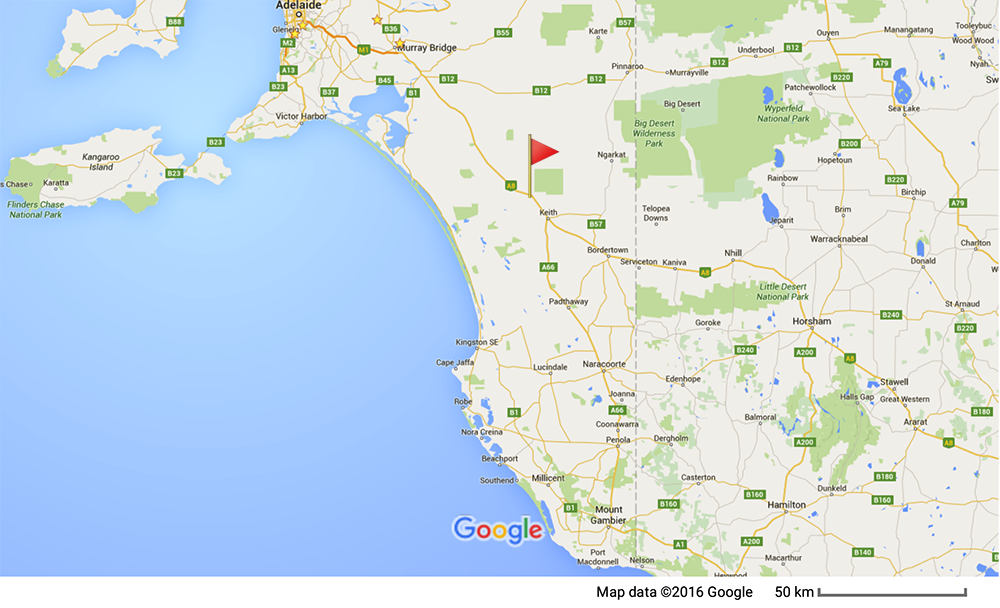 Adelaide
B88
Glenelg
B36
M2
M1
Murray Bridge
B55
Karte
B57
Ouyen
Manangatang
Tooleybuc
Wood Wood
Nyah
Sw
A13
B23
B37
B45
B1
B12
B12
B12
Pinnaroo
Murrayville
Underbool
B12
B12
B220
A79
Patchewollock
Sea Lake
Victor Harbor
B23
Big Desert
Big Desert
Wilderness
Park
Wyperfeld
National Park
B200
Kangaroo
Island
B23
s Chase
Karatta
Flinders Chase
National Park
Ngarkat
Hopetoun
Rainbow
B220
Birchip
A79
A8
Keith
B57
Telopea
Downs
Jeparit
Brim
Warracknabeal
Charlton
Donald
Bordertown
Serviceton
Kaniva
Nhill
A8
A66
Padthaway
Little Desert
National Park
St Arnaud
B240
B220
Horsham
Goroke
Kingston SE
Cape Jaffa
Lucindale
Naracoorte
B240
A200
A8
Edenhope
Stawell
Joanna
Halls Gap
Great Western
Robe
B1
A66
Coonawarra
Balmoral
B180
Ararat
Nora Creina
Penola
Dergholm
A200
A8
Beachport
Southend
Millicent
Casterton
B180
Dunkeld
B160
B160
B160
Hamilton
B1
Mount
Gambier
Google
A1
A200
B140
Port
Macdonnell
Nelson
Macarthur
Heywood
Map data ©2016 Google
50 km